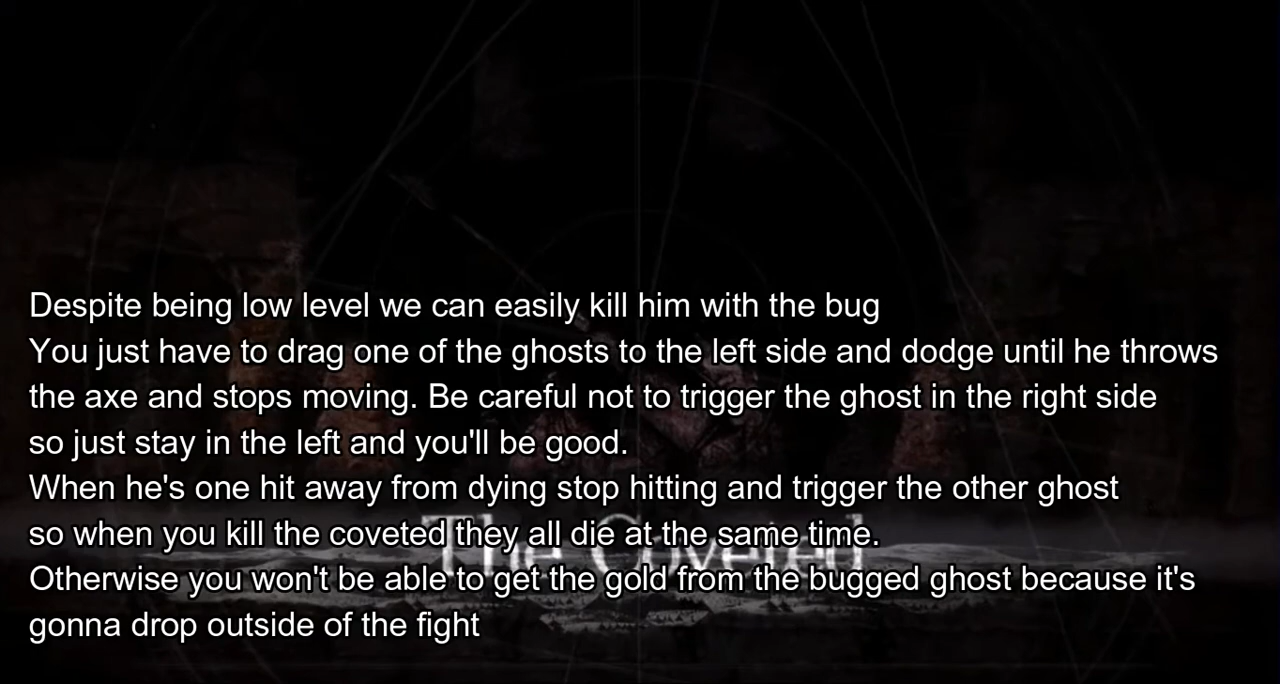 Despite being low level we can easily kill him with the bug
You just have to drag one of the ghosts to the left side and dodge until he throws
the axe and stops moving. Be careful not to trigger the ghost in the right side
so just stay in the left and you'll be good.
When he's one hit away from dying stop hitting and trigger the other ghost
so when you kill the coveted they all die at the same time.
The Coveted
Otherwise you won't be able to get the gold from the bugged ghost because it's
gonna drop outside of the fight